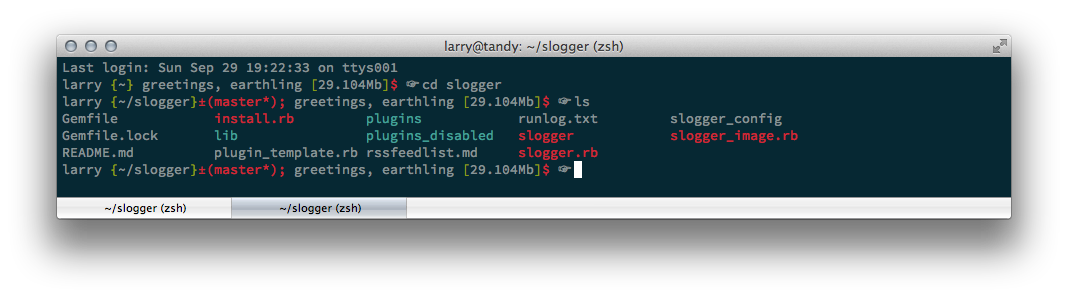 larry@tandy: ~/slogger (zsh)
Last login: Sun Sep 29 19:22:33 on ttys001
larry {~} greetings, earthling [29.104Mb]$ ☞cd slogger
larry {~/slogger}±(master*); greetings, earthling [29.104Mb]$ ☞ls
Gemfile install.rb plugins runlog.txt slogger_config
Gemfile.lock lib plugins_disabled slogger slogger_image.rb
README.md plugin_template.rb rssfeedlist.md slogger.rb
larry {~/slogger}±(master*); greetings, earthling [29.104Mb]$ ☞
~/slogger (zsh) ~/slogger (zsh)